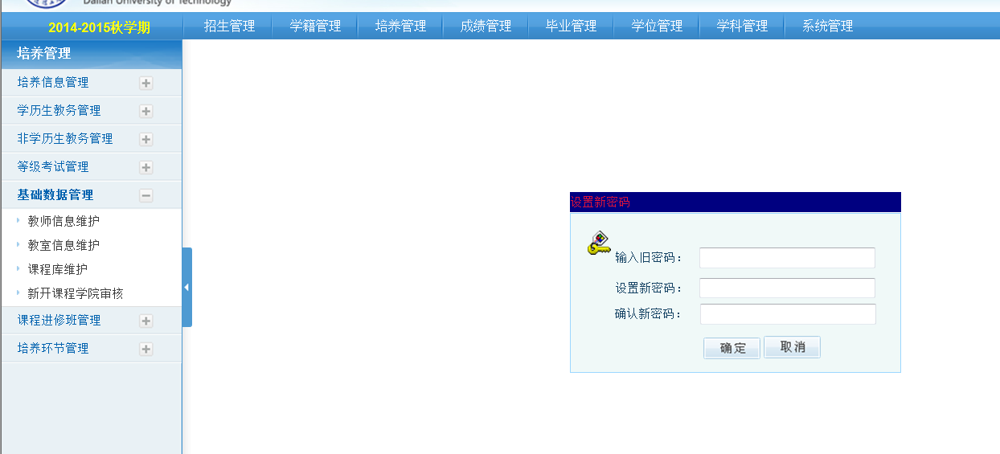 Dalian University of Technology
2014-2015秋学期
招生管理 学籍管理 培养管理 成绩管理 毕业管理 学位管理 学科管理 系统管理
培养管理
培养信息管理
学历生教务管理
非学历生教务管理
等级考试管理
基础数据管理
教师信息维护
教室信息维护
课程库维护
新开课程学院审核
课程进修班管理
培养环节管理
设置新密码
输入旧密码：
设置新密码：
确认新密码：
确定 取消